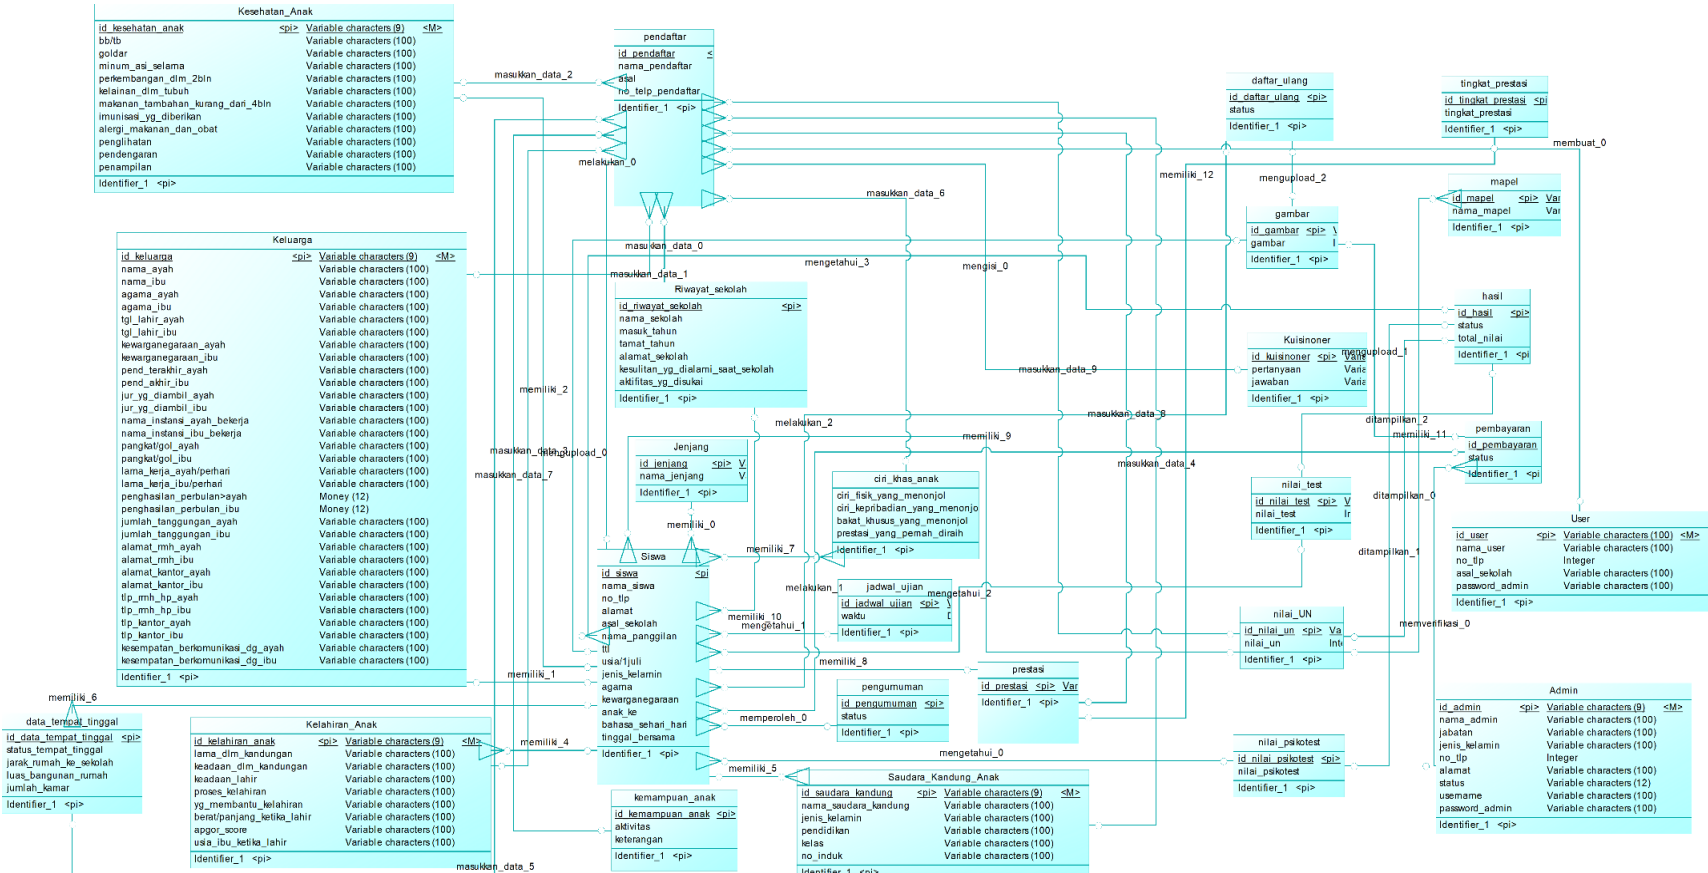 Kesehatan_Anak
id_kesehatan_anak <pi> Variable characters (9) <M>
bb/tb Variable characters (100)
goldar Variable characters (100)
minum_asi_selama Variable characters (100)
perkembangan_dlm_2bln Variable characters (100)
kelainan_dlm_tubuh Variable characters (100)
makanan_tambahan_kurang_dari_4bln Variable characters (100)
imunisasi_yg_diberikan Variable characters (100)
alergi_makanan_dan_obat Variable characters (100)
penglihatan Variable characters (100)
pendengaran Variable characters (100)
penampilan Variable characters (100)
Identifier_1 <pi>
masukkan_data_2
pendaftar
id_pendaftar <
nama_pendaftar
asal
no_telp_pendaftar
Identifier_1 <pi>
melakukan_0
masukkan_data_6
daftar_ulang
id_daftar_ulang <pi>
status
Identifier_1 <pi>
tingkat_prestasi
id_tingkat_prestasi <pi
tingkat_prestasi
Identifier_1 <pi>
membuat_0
memiliki_12
mengupload_2
mapel
id_mapel <pi> Var
nama_mapel Var
Identifier_1 <pi>
gambar
id_gambar <pi> V
gambar I
Identifier_1 <pi>
Keluarga
id_keluarga <pi> Variable characters (9) <M>
nama_ayah Variable characters (100)
nama_ibu Variable characters (100)
agama_ayah Variable characters (100)
agama_ibu Variable characters (100)
tgl_lahir_ayah Variable characters (100)
tgl_lahir_ibu Variable characters (100)
kewarganegaraan_ayah Variable characters (100)
kewarganegaraan_ibu Variable characters (100)
pend_terakhir_ayah Variable characters (100)
pend_akhir_ibu Variable characters (100)
jur_yg_diambil_ayah Variable characters (100)
jur_yg_diambil_ibu Variable characters (100)
nama_instansi_ayah_bekerja Variable characters (100)
nama_instansi_ibu_bekerja Variable characters (100)
pangkat/gol_ayah Variable characters (100)
pangkat/gol_ibu Variable characters (100)
lama_kerja_ayah/perhari Variable characters (100)
lama_kerja_ibu/perhari Variable characters (100)
penghasilan_perbulan>ayah Money (12)
penghasilan_perbulan_ibu Money (12)
jumlah_tanggungan_ayah Variable characters (100)
jumlah_tanggungan_ibu Variable characters (100)
alamat_rmh_ayah Variable characters (100)
alamat_rmh_ibu Variable characters (100)
alamat_kantor_ayah Variable characters (100)
alamat_kantor_ibu Variable characters (100)
tlp_rmh_hp_ayah Variable characters (100)
tlp_rmh_hp_ibu Variable characters (100)
tlp_kantor_ayah Variable characters (100)
tlp_kantor_ibu Variable characters (100)
kesempatan_berkomunikasi_dg_ayah Variable characters (100)
kesempatan_berkomunikasi_dg_ibu Variable characters (100)
Identifier_1 <pi>
masukkan_data_0
masukkan_data_1
mengetahui_3
mengisi_0
Riwayat_sekolah
id_riwayat_sekolah <pi>
nama_sekolah
masuk_tahun
tamat_tahun
alamat_sekolah
kesulitan_yg_dialami_saat_sekolah
aktifitas_yg_disukai
Identifier_1 <pi>
hasil
id_hasil <pi>
status
total_nilai
Identifier_1 <pi
Kuisinoner
id_kuisinoner <pi> Varia
pertanyaan Varia
jawaban Varia
Identifier_1 <pi>
mengupload_1
masukkan_data_9
memiliki_2
masukkan_data_8
melakukan_2
memiliki_9
ditampilkan_2
memiliki_11
pembayaran
id_pembayaran
status
Identifier_1 <pi
mengupload_0
masukkan_data_7
masukkan_data_4
Jenjang
id_jenjang <pi> V
nama_jenjang V
Identifier_1 <pi>
ciri_khas_anak
ciri_fisik_yang_menonjol
ciri_kepribadian_yang_menonjo
bakat_khusus_yang_menonjol
prestasi_yang_pernah_diraih
Identifier_1 <pi>
nilai_test
id_nilai_test <pi> V
nilai_test Ir
Identifier_1 <pi>
ditampilkan_0
ditampilkan_1
memiliki_0
memiliki_7
User
id_user <pi> Variable characters (100) <M>
nama_user Variable characters (100)
no_tlp Integer
asal_sekolah Variable characters (100)
password_admin Variable characters (100)
Identifier_1 <pi>
Siswa
id_siswa <pi
nama_siswa
no_tlp
alamat
asal_sekolah
nama_panggilan
ttl
usia/1juli
jenis_kelamin
agama
kewarganegaraan
anak_ke
bahasa_sehari_hari
tinggal_bersama
Identifier_1 <pi>
melakukan_1
jadwal_ujian
id_jadwal_ujian <pi> V
waktu D
Identifier_1 <pi>
mengetahui_2
memiliki_10
mengetahui_1
nilai_UN
id_nilai_un <pi> Va
nilai_un Inte
Identifier_1 <pi>
memverifikasi_0
memiliki_8
memiliki_1
prestasi
id_prestasi <pi> Var
Identifier_1 <pi>
pengumuman
id_pengumuman <pi>
status
Identifier_1 <pi>
memperoleh_0
memiliki_6
data_tempat_tinggal
id_data_tempat_tinggal <pi>
status_tempat_tinggal
jarak_rumah_ke_sekolah
luas_bangunan_rumah
jumlah_kamar
Identifier_1 <pi>
Kelahiran_Anak
id_kelahiran_anak <pi> Variable characters (9) <M>
lama_dlm_kandungan Variable characters (100)
keadaan_dlm_kandungan Variable characters (100)
keadaan_lahir Variable characters (100)
proses_kelahiran Variable characters (100)
yg_membantu_kelahiran Variable characters (100)
berat/panjang_ketika_lahir Variable characters (100)
apgor_score Variable characters (100)
usia_ibu_ketika_lahir Variable characters (100)
Identifier_1 <pi>
memiliki_4
mengetahui_0
memiliki_5
masukkan_data_5
kemampuan_anak
id_kemampuan_anak <pi>
aktivitas
keterangan
Identifier_1 <pi>
Saudara_Kandung_Anak
id_saudara_kandung <pi> Variable characters (9) <M>
nama_saudara_kandung Variable characters (100)
jenis_kelamin Variable characters (100)
pendidikan Variable characters (100)
kelas Variable characters (100)
no_induk Variable characters (100)
Identifier_1 <pi>
nilai_psikotest
id_nilai_psikotest <pi>
nilai_psikotest
Identifier_1 <pi>
Admin
id_admin <pi> Variable characters (9) <M>
nama_admin Variable characters (100)
jabatan Variable characters (100)
jenis_kelamin Variable characters (100)
no_tlp Integer
alamat Variable characters (100)
status Variable characters (12)
username Variable characters (100)
password_admin Variable characters (100)
Identifier_1 <pi>